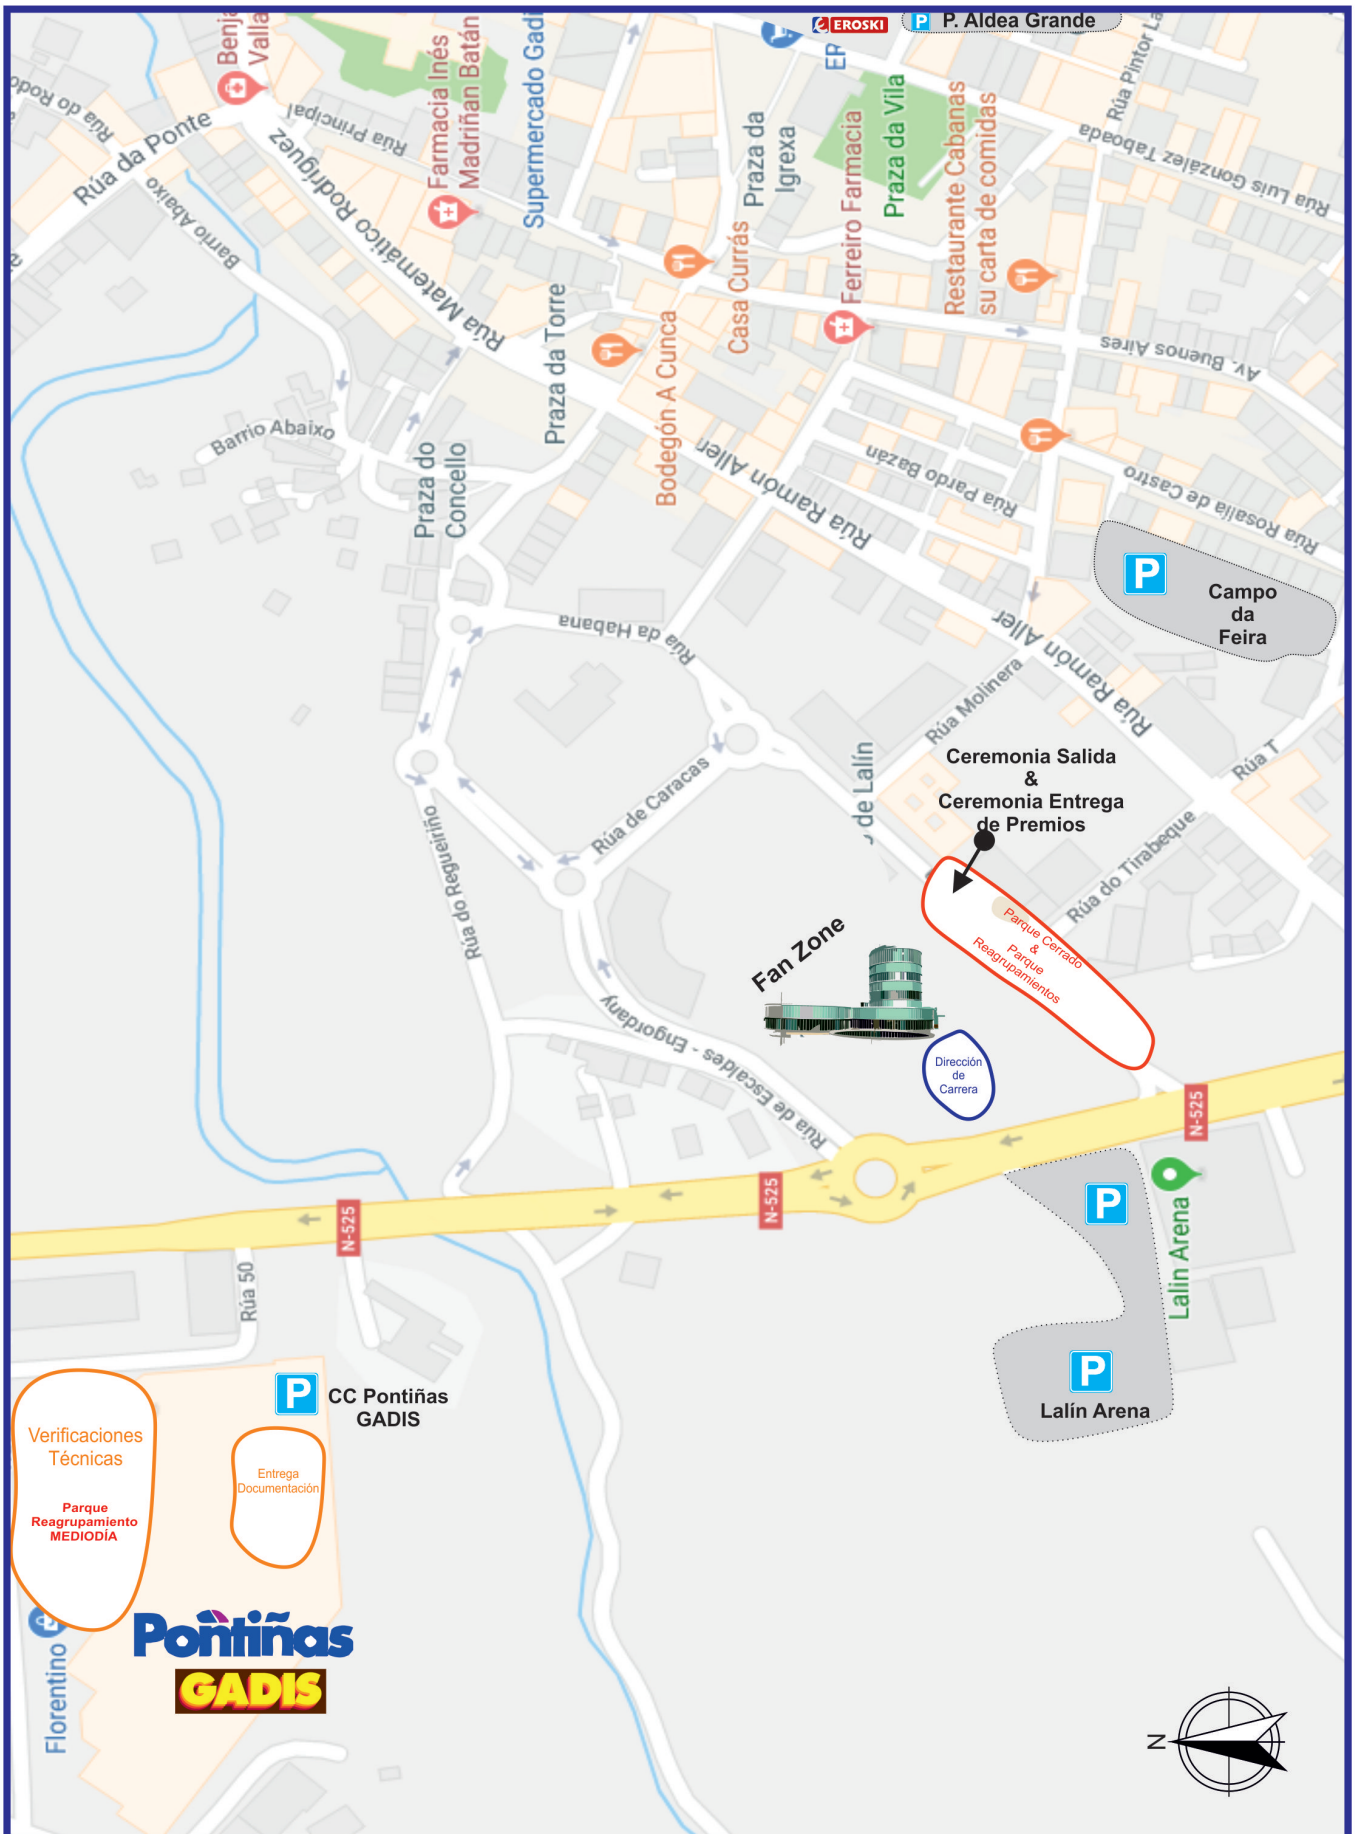 EROSKI
P P. Aldea Grande
Benja
Valla
Farmacia Inés
Madriñan Batán
Supermercado Gadi
ER
Praza da Vila
Praza da
Igrexa
Rúa Pintor La
Rúa do Rodo
Rúa da Ponte
Rúa Principal
Rúa Matemático Rodríguez
Barrio Abaixo
Rúa Luis González Taboada
Casa Currás
Ferreiro Farmacia
Restaurante Cabanas
su carta de comidas
Praza da Torre
Bodegón A Cunca
Av. Buenos Aires
Barrio Abaixo
Praza do
Concello
Rúa Ramón Aller
Rúa Pardo Bazán
Rúa Rosalía de Castro
P
Campo
da
Feira
Rúa da Habana
Rúa Ramón Aller
Rúa Molinera
de Lalín
Rúa T
Ceremonia Salida
&
Ceremonia Entrega
de Premios
Rúa de Caracas
Rúa do Regueiriño
Rúa do Tirabeque
Parque Cerrado
&
Parque
Reagrupamientos
Fan Zone
Rúa de Escaldes - Engordany
Dirección
de
Carrera
N-525
N-525
N-525
P
Lalín Arena
Rúa 50
P
Lalín Arena
P
CC Pontiñas
GADIS
Verificaciones
Técnicas
Parque
Reagrupamiento
MEDIODÍA
Entrega
Documentación
Pontiñas
GADIS
Florentino
N